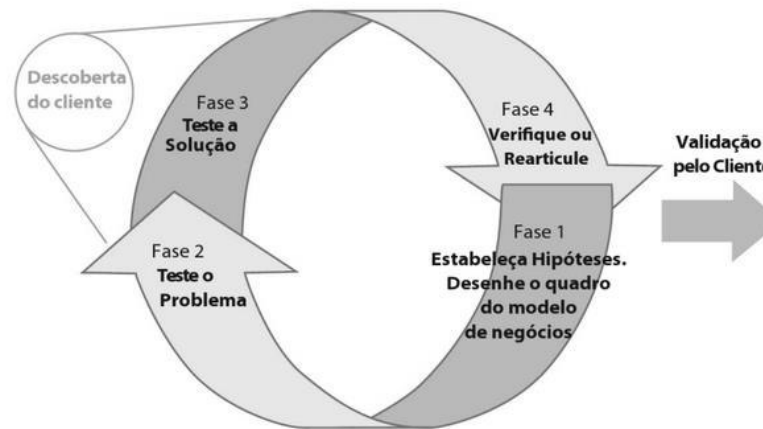 Descoberta
do cliente
Fase 3
Teste a
Solução
Fase 4
Verifique ou
Rearticule
Validação
pelo Cliente
Fase 2
Teste o
Problema
Fase 1
Estabeleça Hipóteses.
Desenhe o quadro
do modelo
de negócios